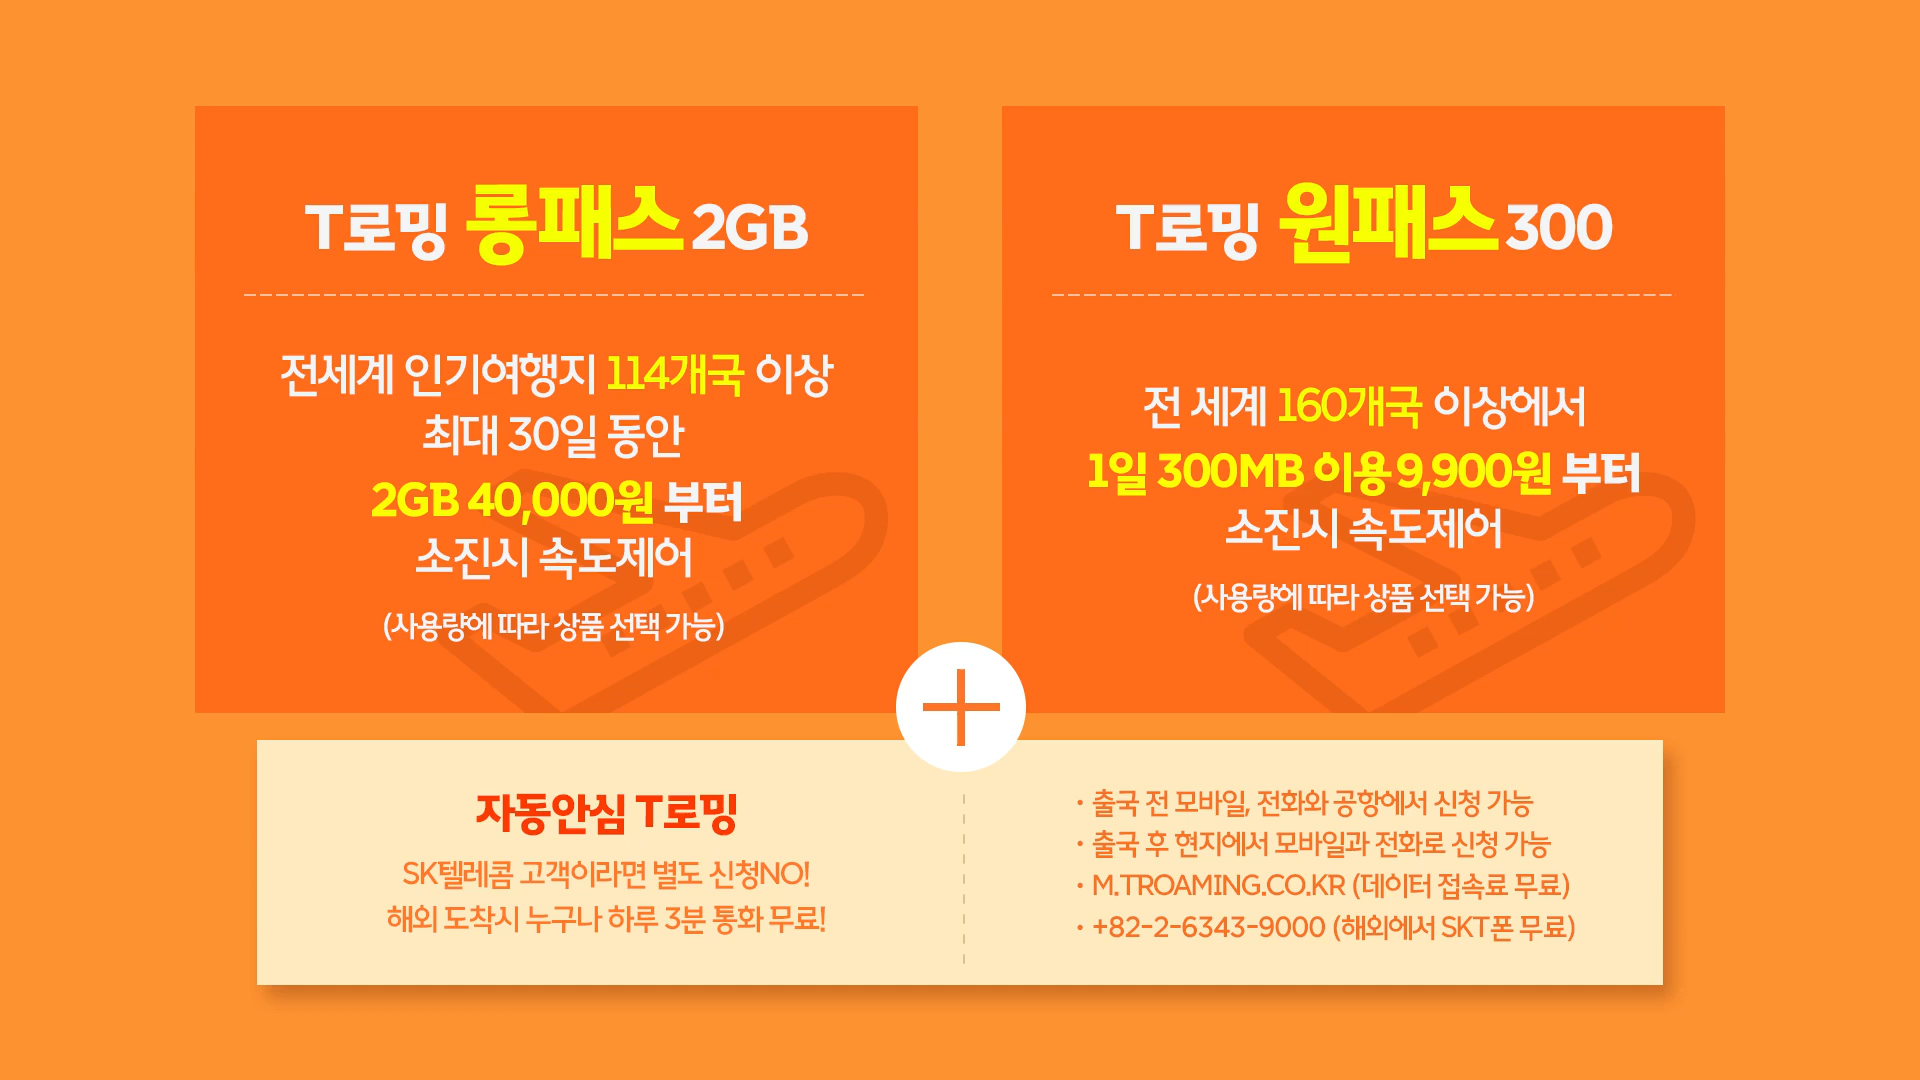 T로밍 롱패스 2GB
전세계 인기여행지 114개국 이상
최대 30일 동안
2GB 40,000원 부터
소진시 속도제어
(사용량에 따라 상품 선택 가능)
T로밍 원패스 300
전 세계 160개국 이상에서
1일 300MB 이용 9,900원 부터
소진시 속도제어
(사용량에 따라 상품 선택 가능)
자동안심 T로밍
SK텔레콤 고객이라면 별도 신청NO!
해외 도착시 누구나 하루 3분 통화 무료!
· 출국 전 모바일, 전화와 공항에서 신청 가능
· 출국 후 현지에서 모바일과 전화로 신청 가능
· M.TROAMING.CO.KR (데이터 접속료 무료)
· +82-2-6343-9000 (해외에서 SKT폰 무료)